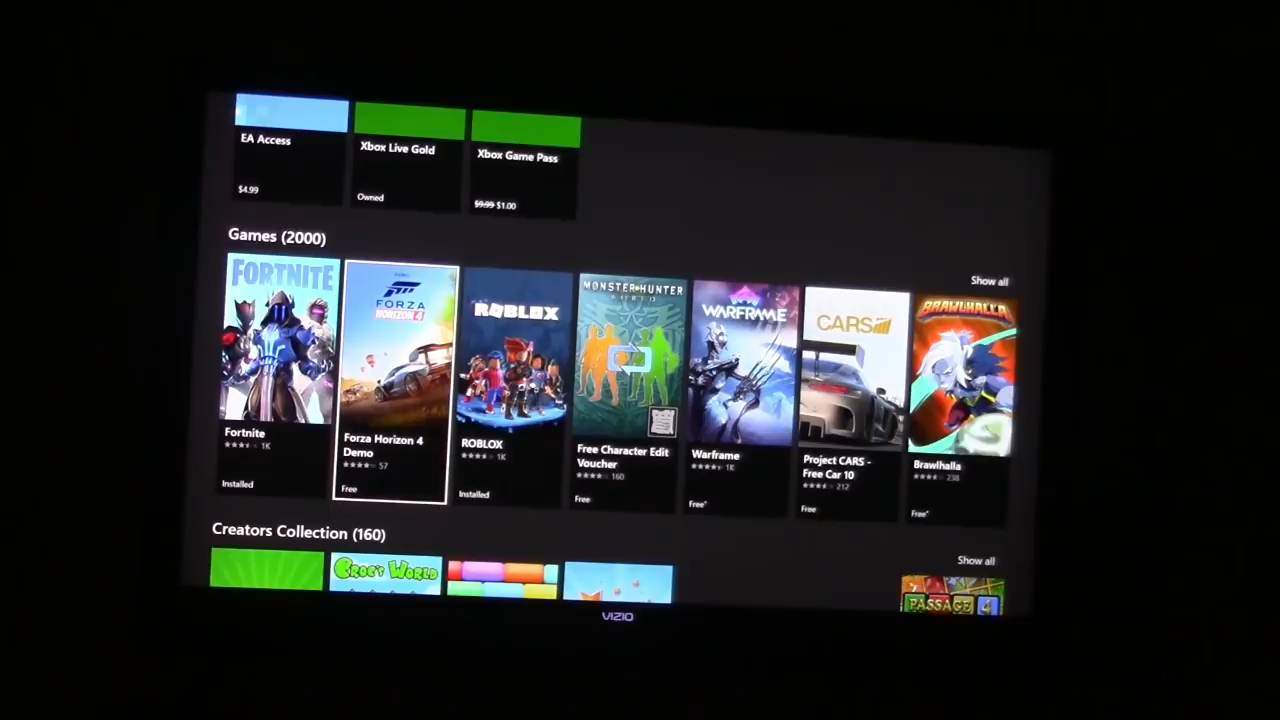 EA Access
Xbox Live Gold
Xbox Game Pass
$4.99
Owned
$9.99 $1.00
Games (2000)
Show all
FORTNITE
FORZA
HORIZON 4
ROBLOX
MONSTER HUNTER
WORLD
WARFRAME
CARS
BRAWLHALLA
Fortnite
1K
Installed
Forza Horizon 4
Demo
57
Free
ROBLOX
1K
Installed
Free Character Edit
Voucher
160
Free
Warframe
1K
Free*
Project CARS -
Free Car 10
212
Free
Brawlhalla
238
Free*
Creators Collection (160)
Show all
CROC'S WORLD
PASSAGE 4
VIZIO